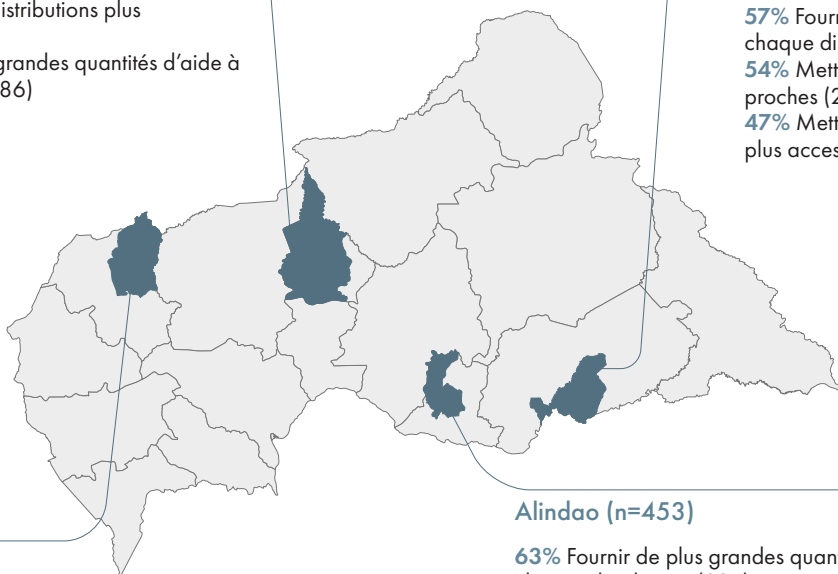 istributions plus
grandes quantités d'aide à
86)
57% Fourn
chaque di
54% Mett
proches (2
47% Mett
plus acces
Alindao (n=453)
63% Fournir de plus grandes quan